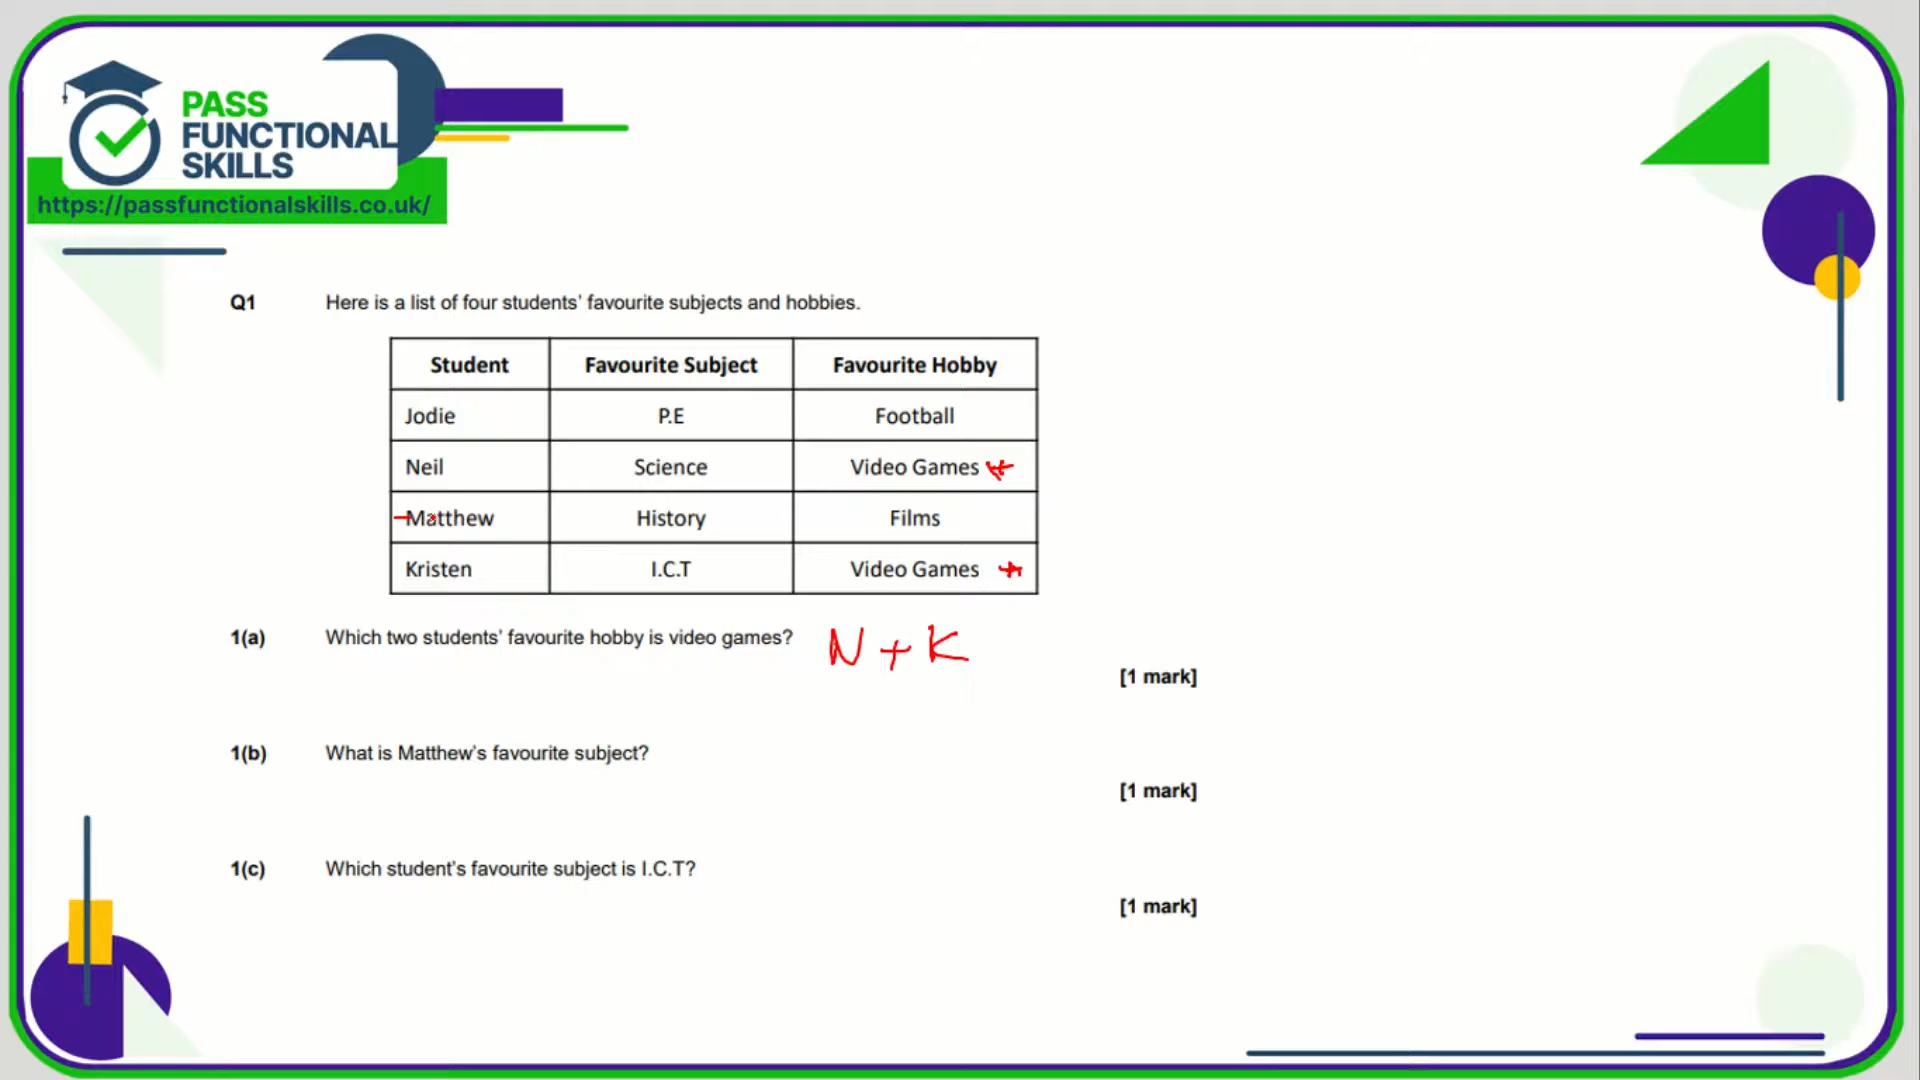 PASS
FUNCTIONAL
SKILLS
https://passfunctionalskills.co.uk/
Q1 Here is a list of four students’ favourite subjects and hobbies.
Student Favourite Subject Favourite Hobby
Jodie P.E Football
Neil Science Video Games
Matthew History Films
Kristen I.C.T Video Games
1(a) Which two students’ favourite hobby is video games? N + K
[1 mark]
1(b) What is Matthew’s favourite subject?
[1 mark]
1(c) Which student’s favourite subject is I.C.T?
[1 mark]